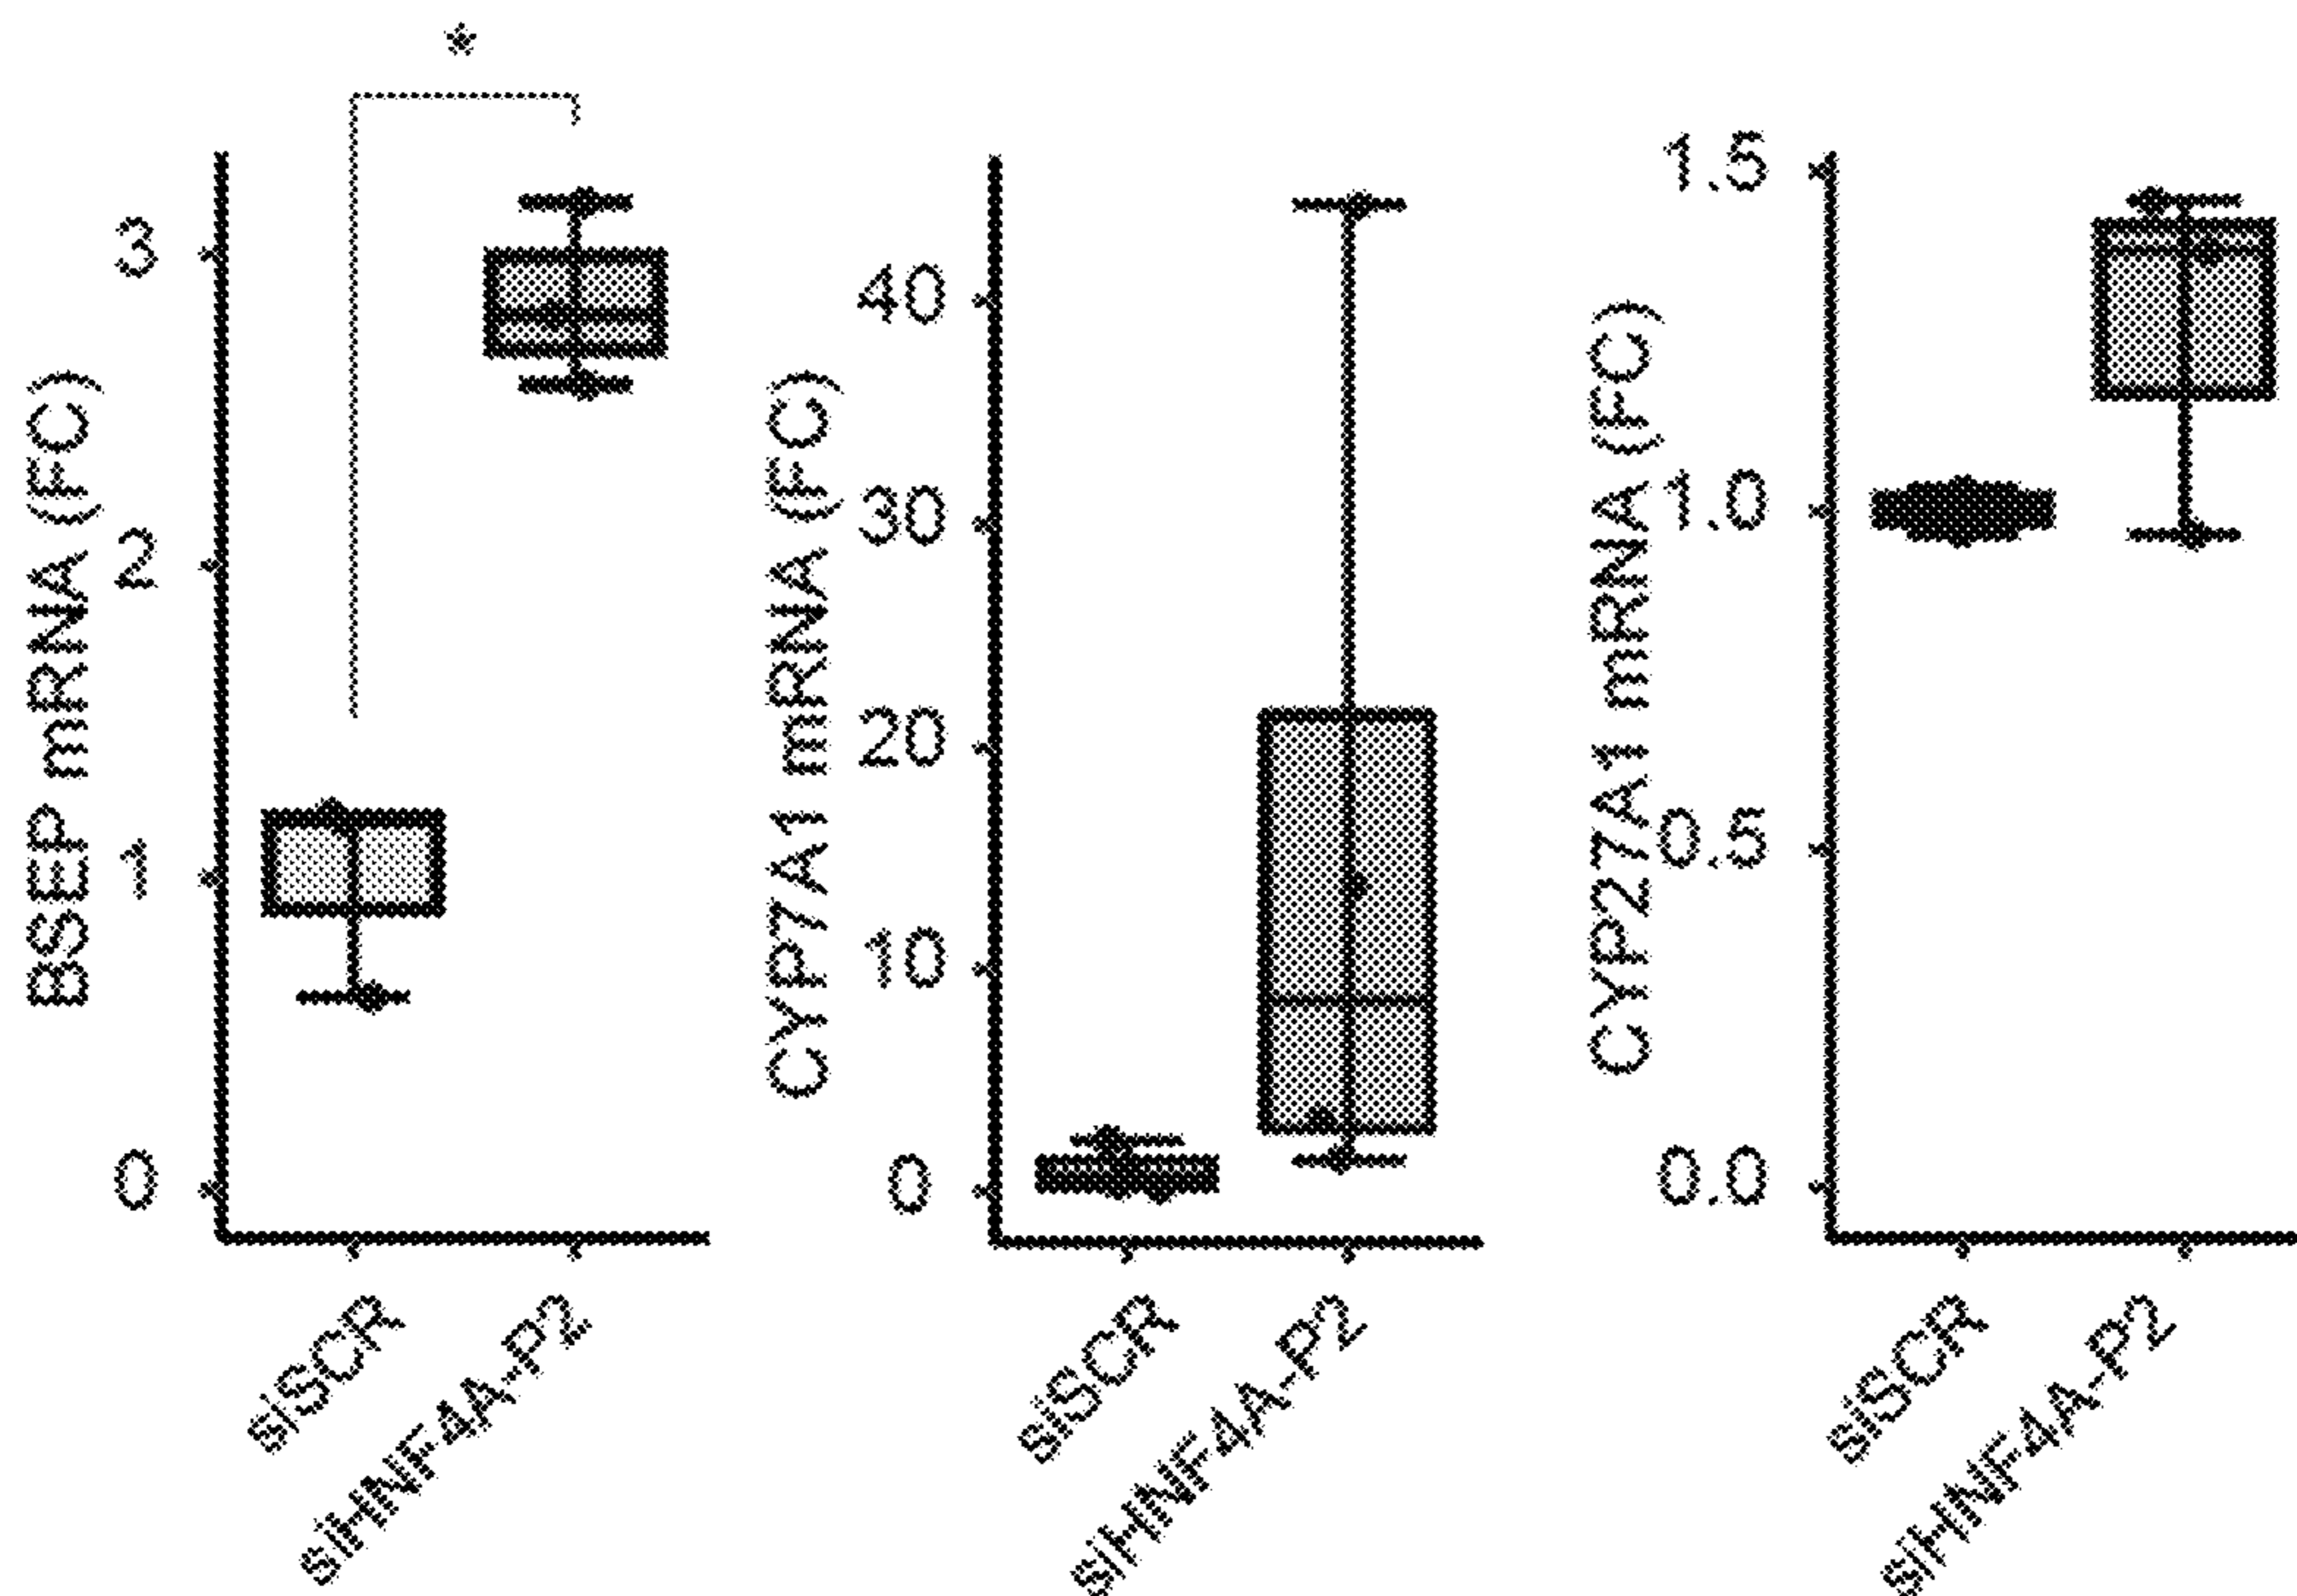 *
BSEP mRNA (FC)
3
2
1
0
siSCR
siHNF4A-P2
CYP7A1 mRNA (FC)
40
30
20
10
0
siSCR
siHNF4A-P2
CYP27A1 mRNA (FC)
1.5
1.0
0.5
0.0
siSCR
siHNF4A-P2